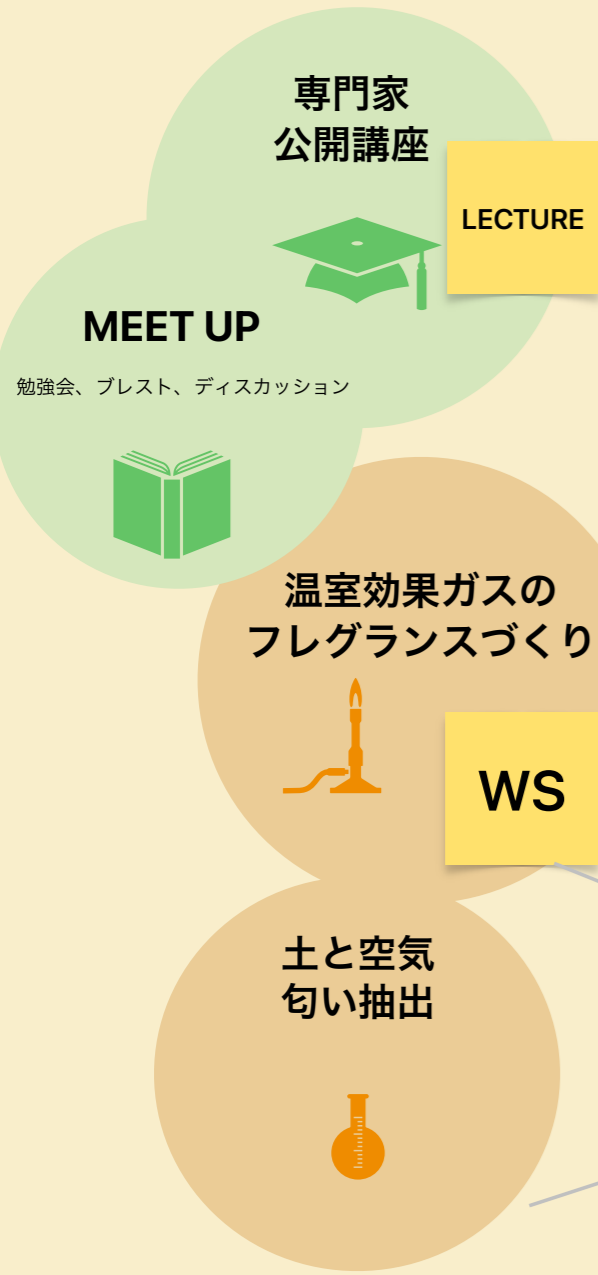 専門家
公開講座
LECTURE
MEET UP
勉強会、ブレスト、ディスカッション
温室効果ガスの
フレグランスづくり
WS
土と空気
匂い抽出